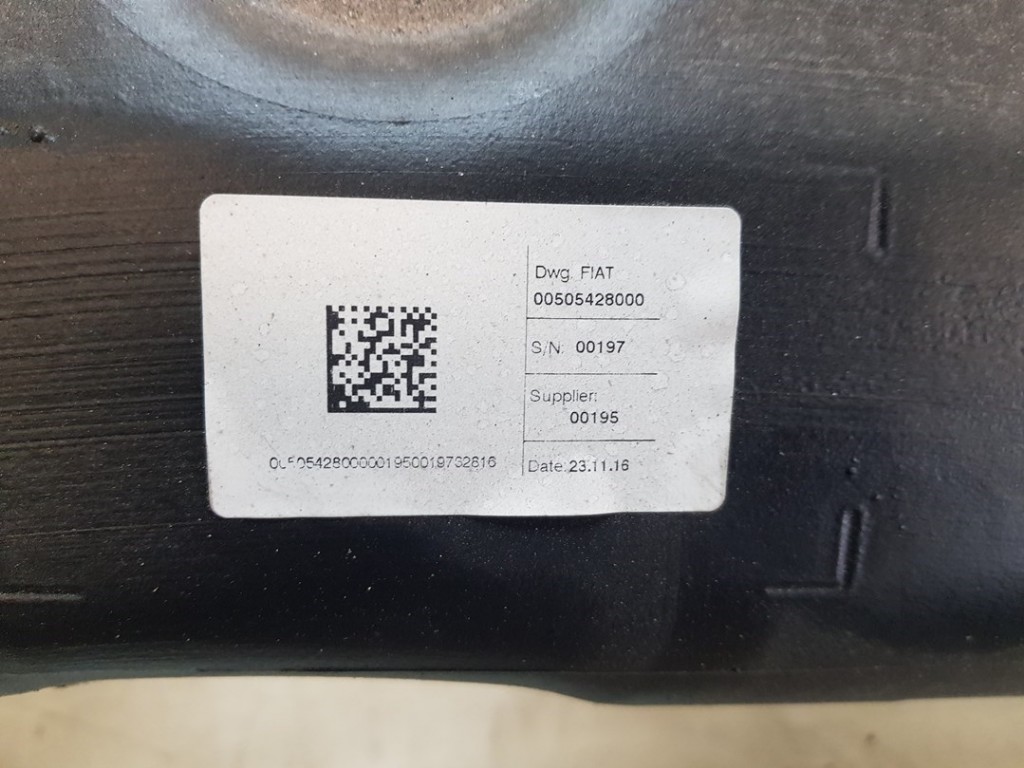 Dwg. FIAT
00505428000
S/N: 00197
Supplier:
00195
Date: 23.11.16